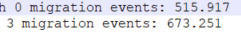 h 0 migration events: 515.917
3 migration events: 673.251